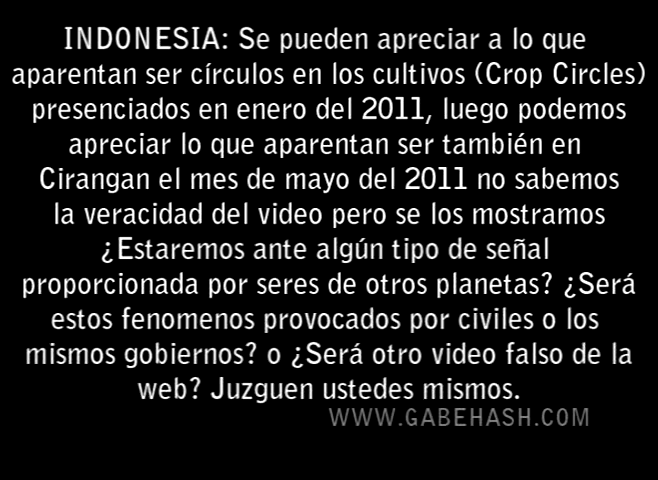 INDONESIA: Se pueden apreciar a lo que
aparentan ser círculos en los cultivos (Crop Circles)
presenciados en enero del 2011, luego podemos
apreciar lo que aparentan ser también en
Cirangan el mes de mayo del 2011 no sabemos
la veracidad del video pero se los mostramos
¿Estaremos ante algún tipo de señal
proporcionada por seres de otros planetas? ¿Será
estos fenomenos provocados por civiles o los
mismos gobiernos? o ¿Será otro video falso de la
web? Juzguen ustedes mismos.
WWW.GABEHASH.COM